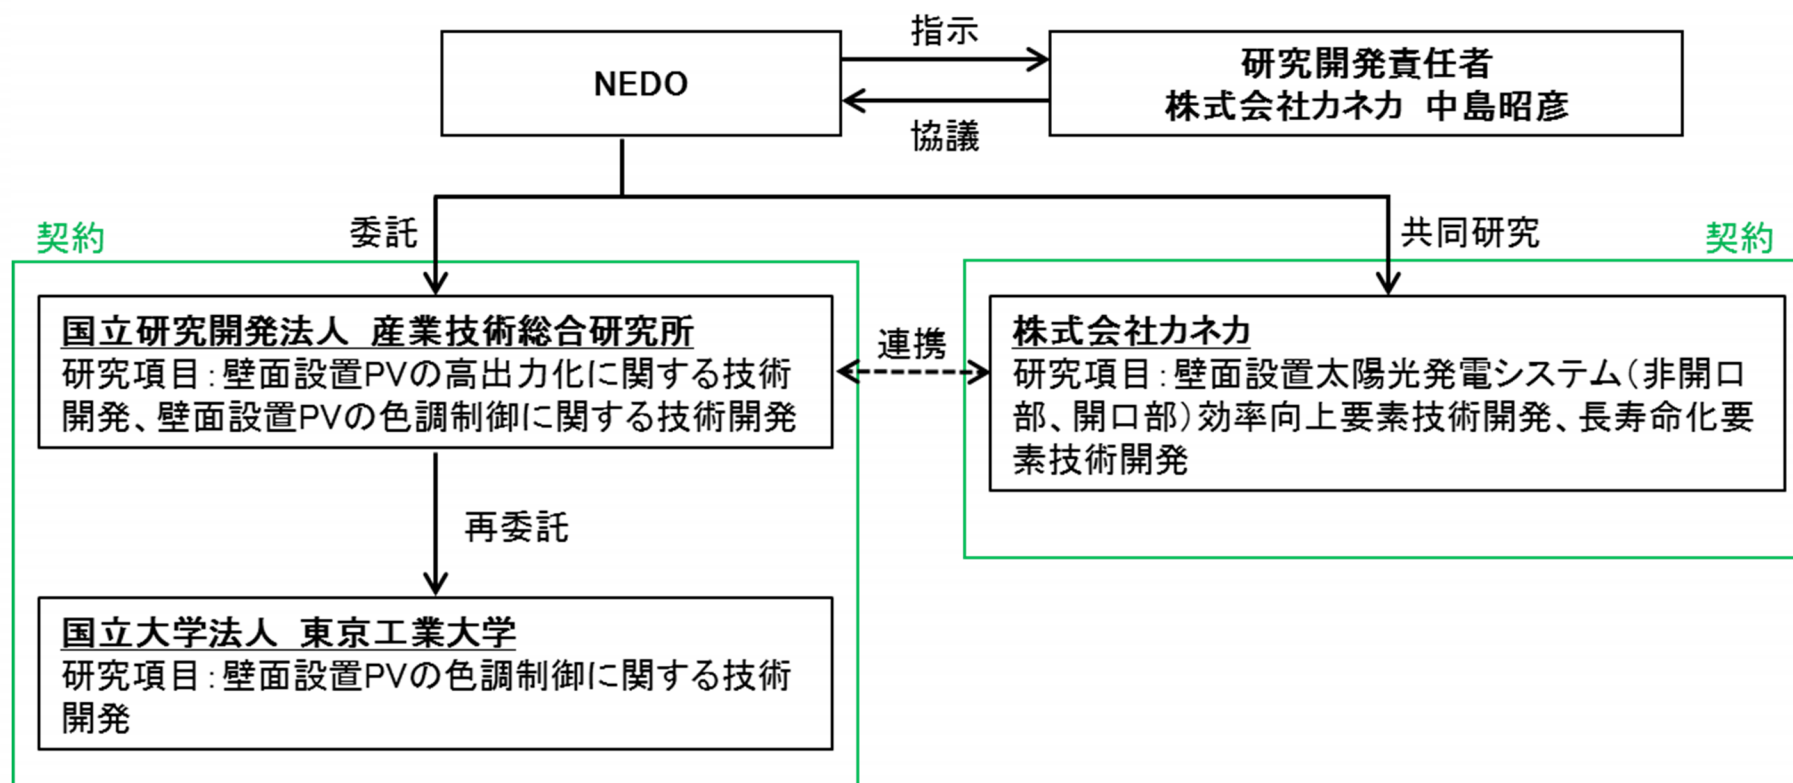 NEDO
指示
研究開発責任者
株式会社カネカ 中島昭彦
協議
契約
委託
共同研究
契約
国立研究開発法人 産業技術総合研究所
研究項目:壁面設置PVの高出力化に関する技術
開発、壁面設置PVの色調制御に関する技術開発
連携
株式会社カネカ
研究項目:壁面設置太陽光発電システム(非開口
部、開口部)効率向上要素技術開発、長寿命化要
素技術開発
再委託
国立大学法人 東京工業大学
研究項目:壁面設置PVの色調制御に関する技術
開発